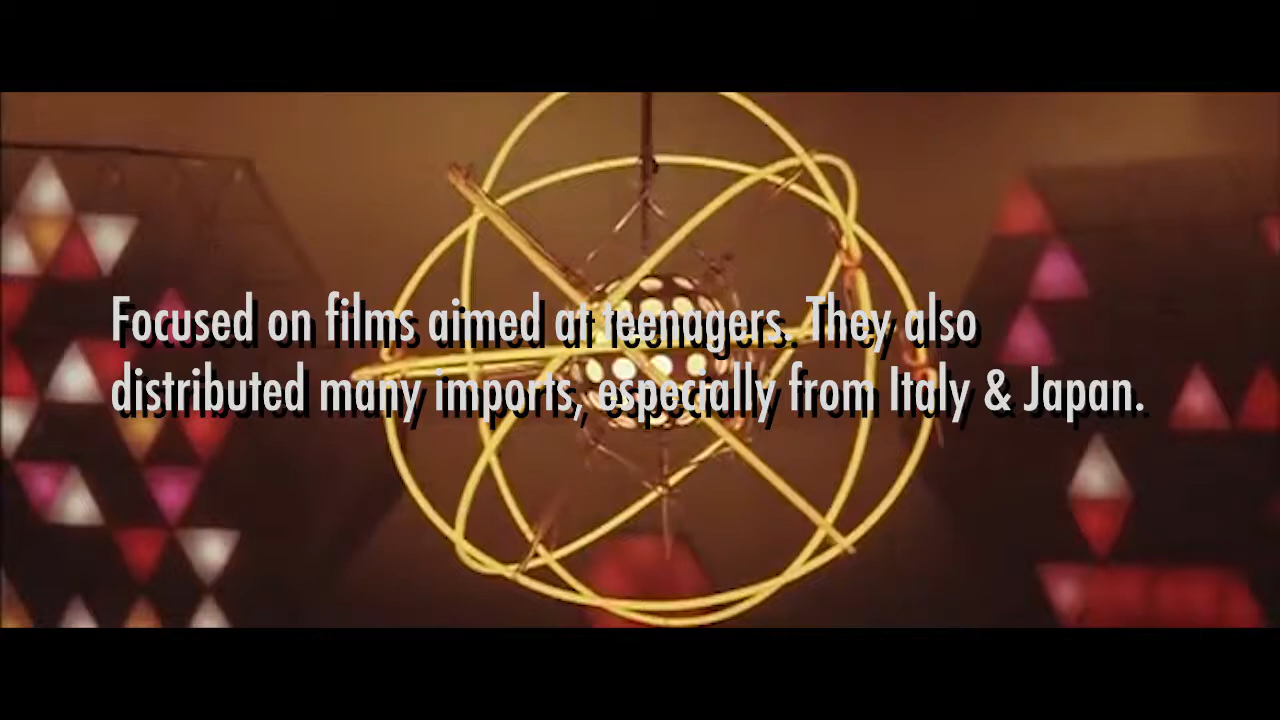 Focused on films aimed at teenagers. They also
distributed many imports, especially from Italy & Japan.